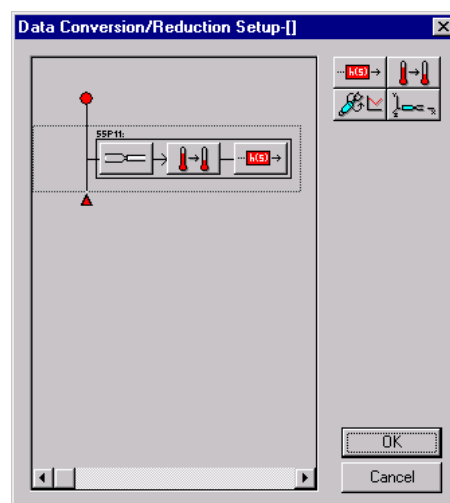 Data Conversion/Reduction Setup-[]
h(s)
55P11:
h(s)
Y
Z
X
OK
Cancel